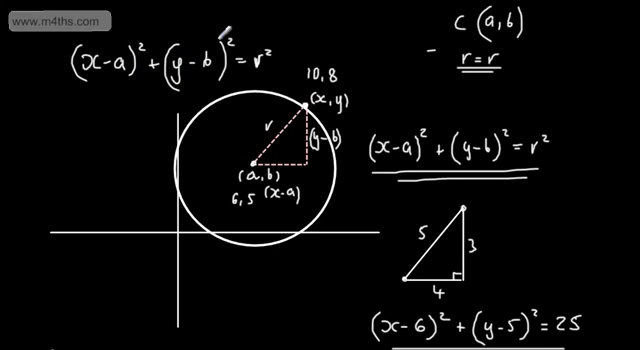 www.m4ths.com
(x-a)² + (y-b)² = r²
10,8
(x,y)
r
(y-b)
(a,b)
6,5 (x-a)
C (a,b)
- r = r
(x-a)² + (y-b)² = r²
5
3
4
(x-6)² + (y-5)² = 25